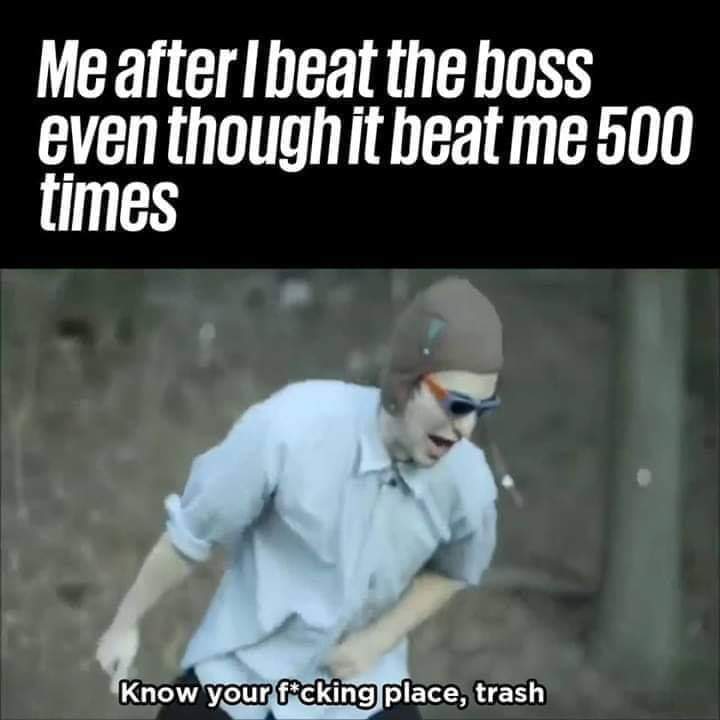 Me after I beat the boss
even though it beat me 500
times
Know your f*cking place, trash